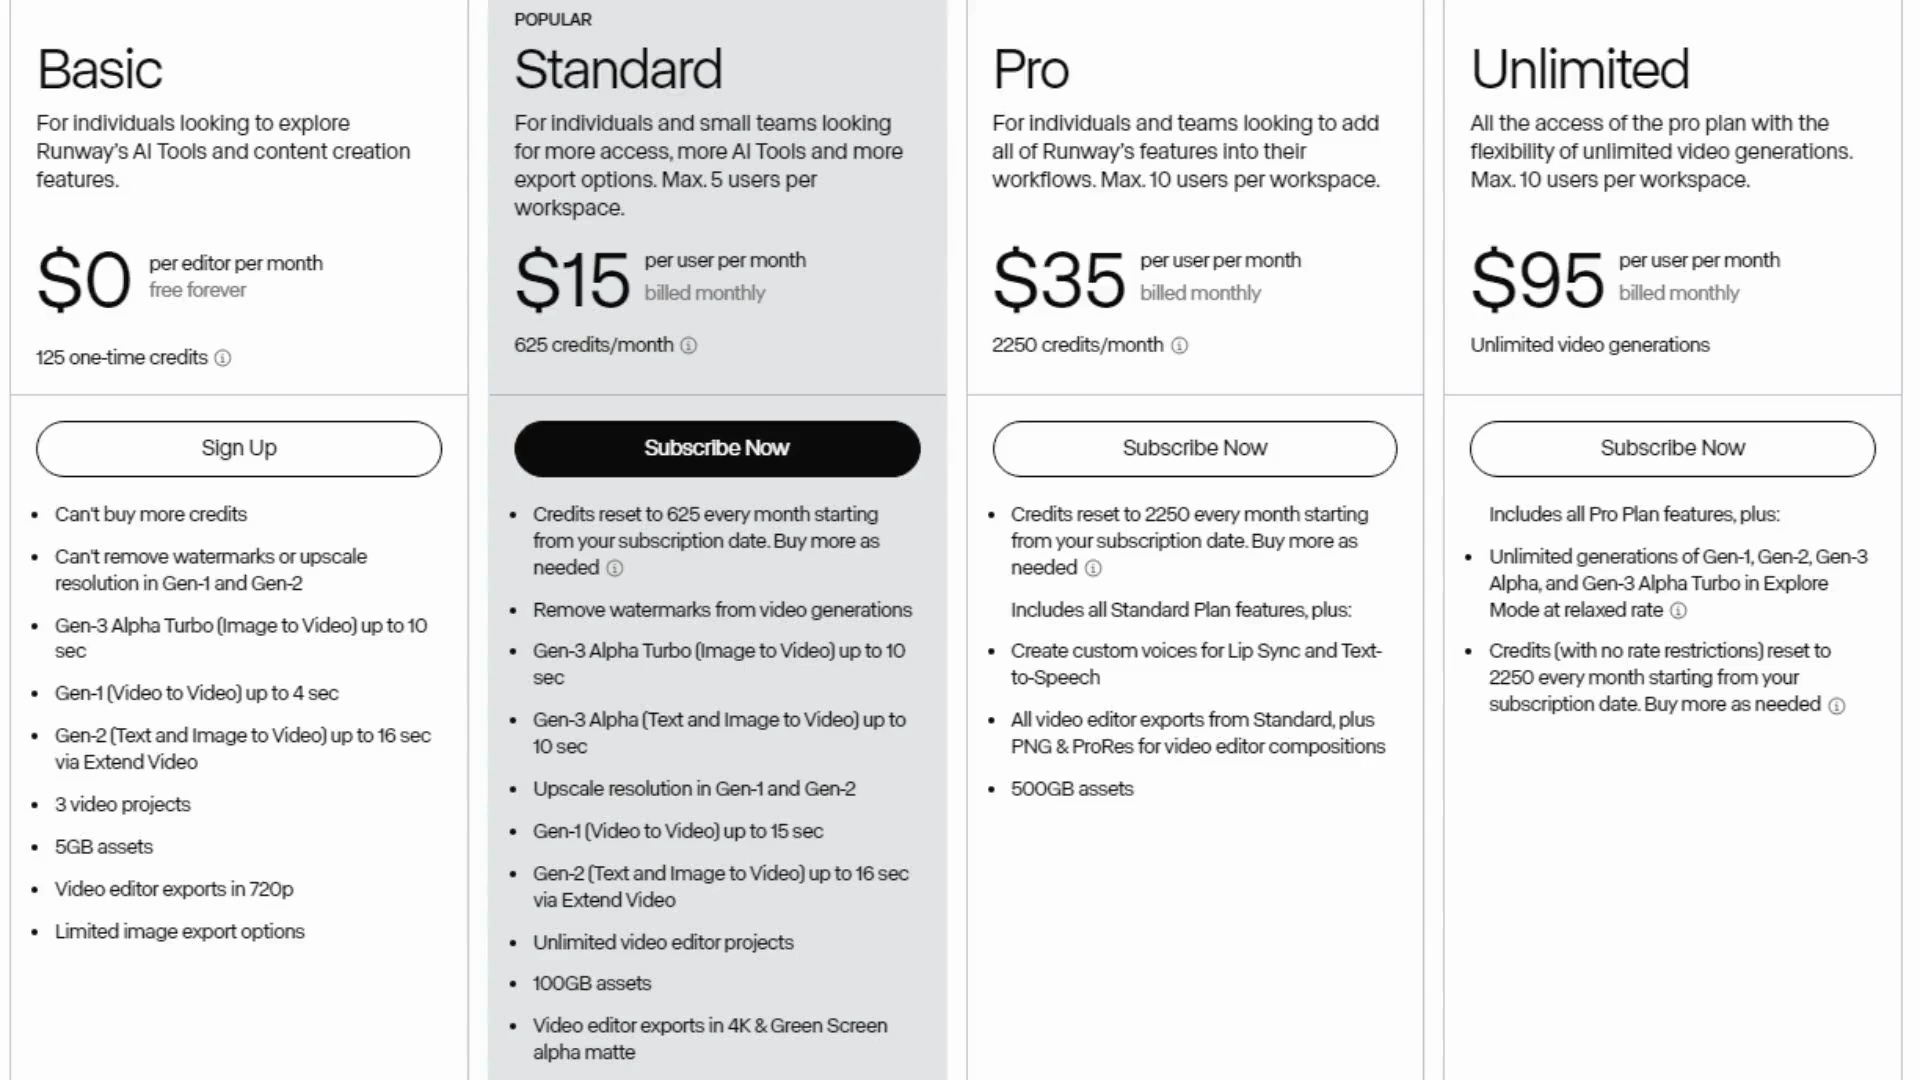 Basic
For individuals looking to explore
Runway's AI Tools and content creation
features.
$0
per editor per month
free forever
125 one-time credits
Sign Up
• Can't buy more credits
• Can't remove watermarks or upscale
resolution in Gen-1 and Gen-2
• Gen-3 Alpha Turbo (Image to Video) up to 10
sec
• Gen-1 (Video to Video) up to 4 sec
• Gen-2 (Text and Image to Video) up to 16 sec
via Extend Video
• 3 video projects
• 5GB assets
• Video editor exports in 720p
• Limited image export options
POPULAR
Standard
For individuals and small teams looking
for more access, more AI Tools and more
export options. Max. 5 users per
workspace.
$15
per user per month
billed monthly
625 credits/month
Subscribe Now
• Credits reset to 625 every month starting
from your subscription date. Buy more as
needed
• Remove watermarks from video generations
• Gen-3 Alpha Turbo (Image to Video) up to 10
sec
• Gen-3 Alpha (Text and Image to Video) up to
10 sec
• Upscale resolution in Gen-1 and Gen-2
• Gen-1 (Video to Video) up to 15 sec
• Gen-2 (Text and Image to Video) up to 16 sec
via Extend Video
• Unlimited video editor projects
• 100GB assets
• Video editor exports in 4K & Green Screen
alpha matte
Pro
For individuals and teams looking to add
all of Runway's features into their
workflows. Max. 10 users per workspace.
$35
per user per month
billed monthly
2250 credits/month
Subscribe Now
• Credits reset to 2250 every month starting
from your subscription date. Buy more as
needed
Includes all Standard Plan features, plus:
• Create custom voices for Lip Sync and Text-
to-Speech
• All video editor exports from Standard, plus
PNG & ProRes for video editor compositions
• 500GB assets
Unlimited
All the access of the pro plan with the
flexibility of unlimited video generations.
Max. 10 users per workspace.
$95
per user per month
billed monthly
Unlimited video generations
Subscribe Now
Includes all Pro Plan features, plus:
• Unlimited generations of Gen-1, Gen-2, Gen-3
Alpha, and Gen-3 Alpha Turbo in Explore
Mode at relaxed rate
• Credits (with no rate restrictions) reset to
2250 every month starting from your
subscription date. Buy more as needed